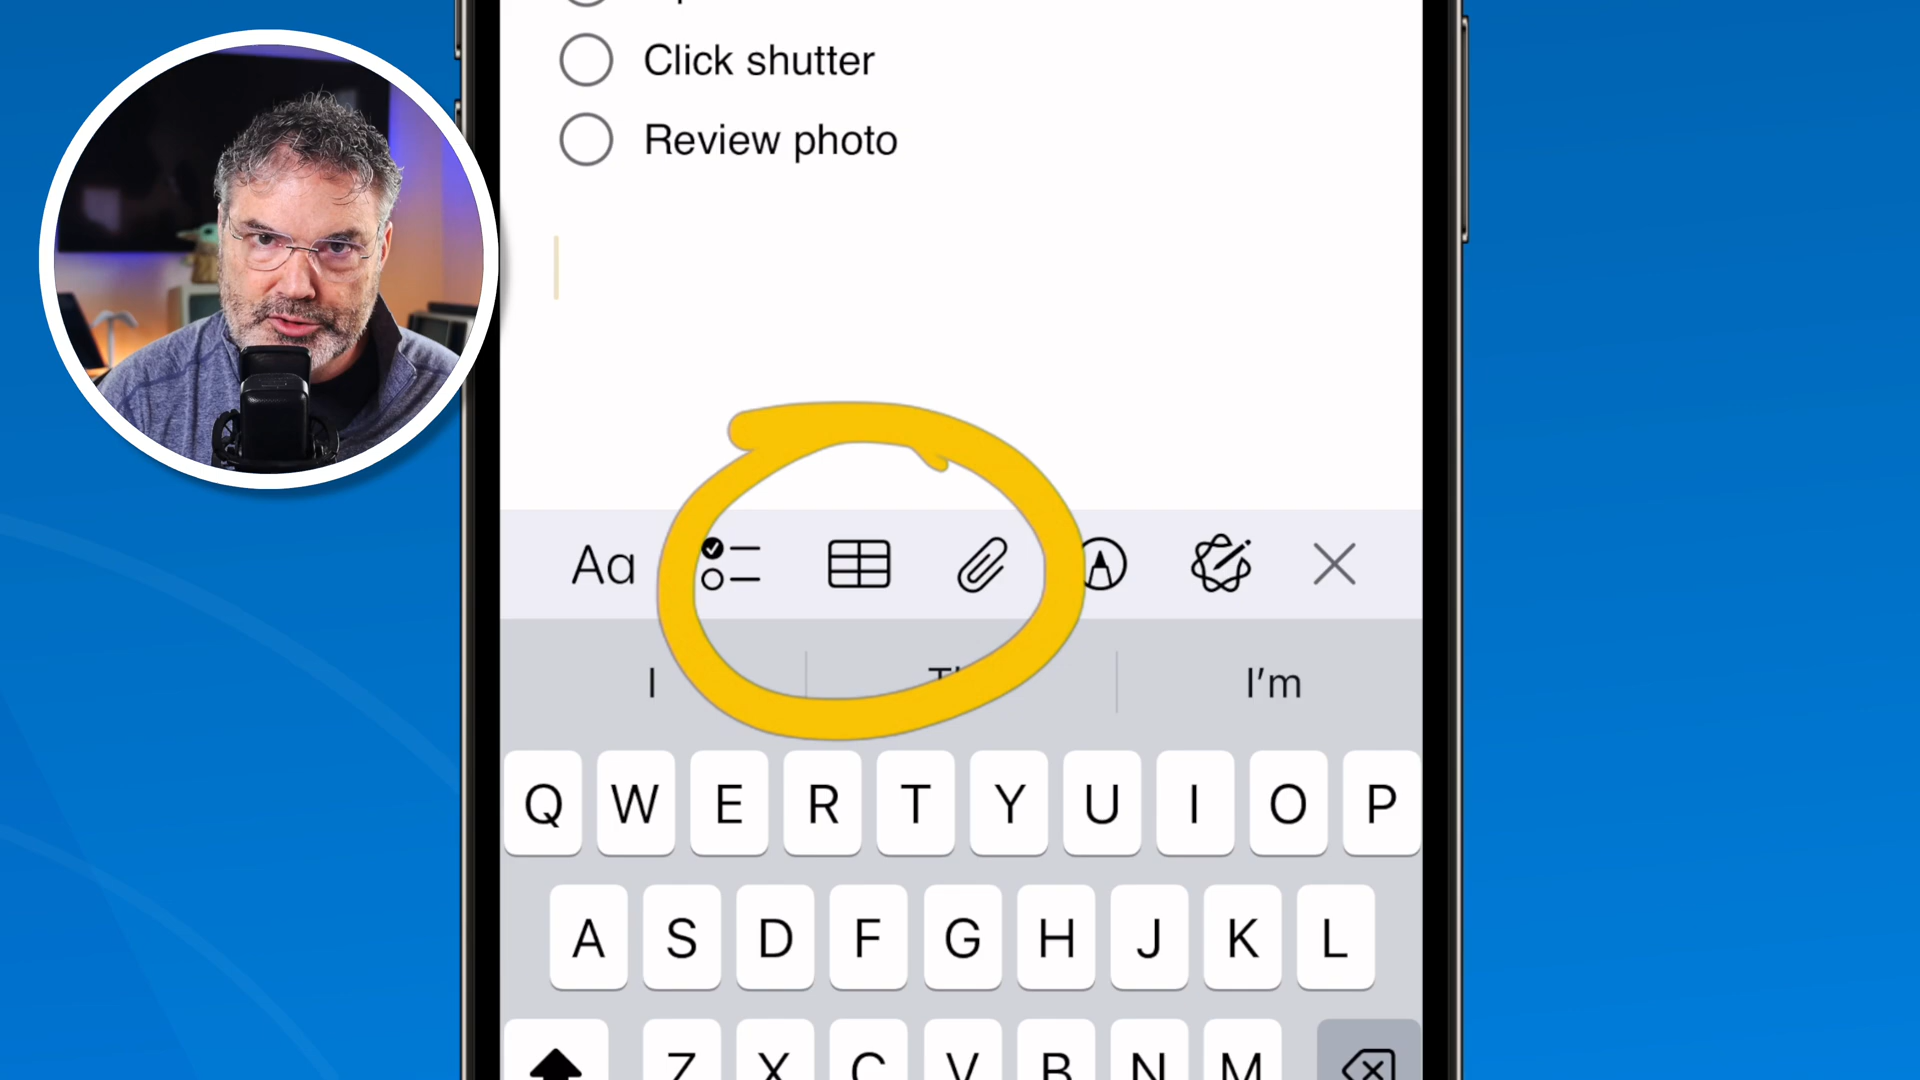 Click shutter
Review photo
Aa
I I'm
Q W E R T Y U I O P
A S D F G H J K L
Z X C V B N M